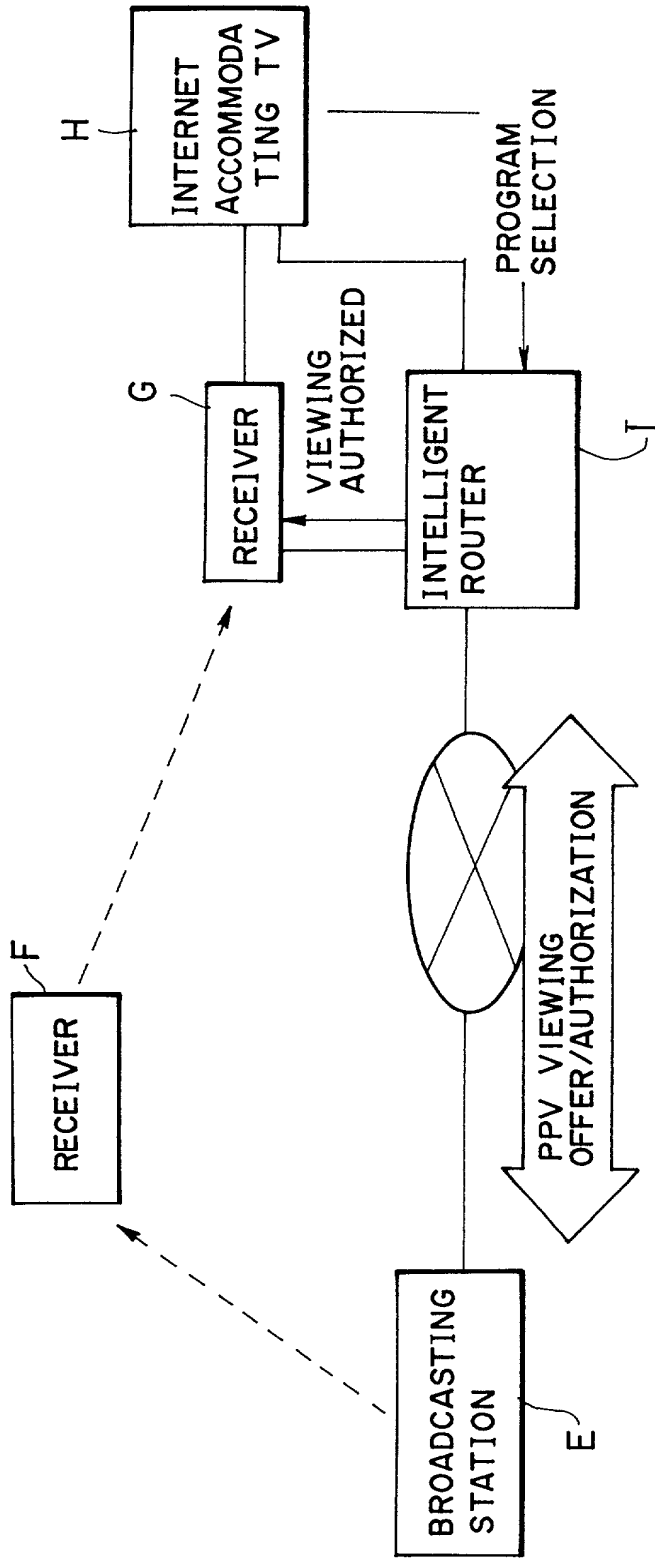 RECEIVER
F
BROADCASTING
STATION
E
PPV VIEWING
OFFER/AUTHORIZATION
RECEIVER
G
VIEWING
AUTHORIZED
INTELLIGENT
ROUTER
I
INTERNET
ACCOMMODA
TING TV
H
PROGRAM
SELECTION